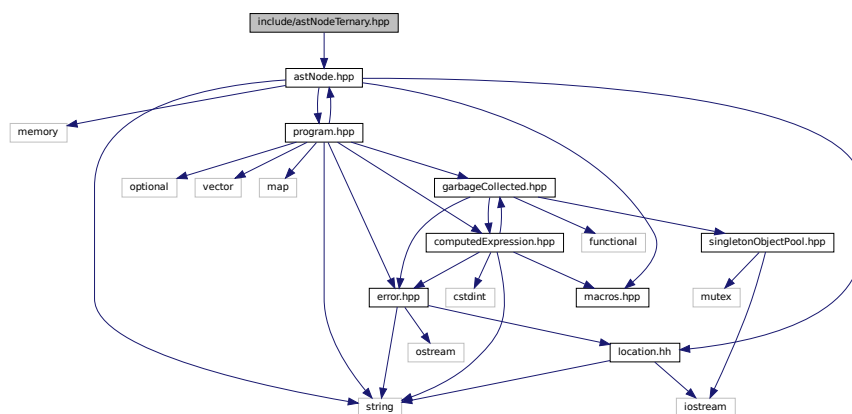 include/astNodeTernary.hpp
astNode.hpp
memory
program.hpp
optional
vector
map
garbageCollected.hpp
computedExpression.hpp
functional
singletonObjectPool.hpp
error.hpp
cstdint
macros.hpp
mutex
ostream
location.hh
string
iostream